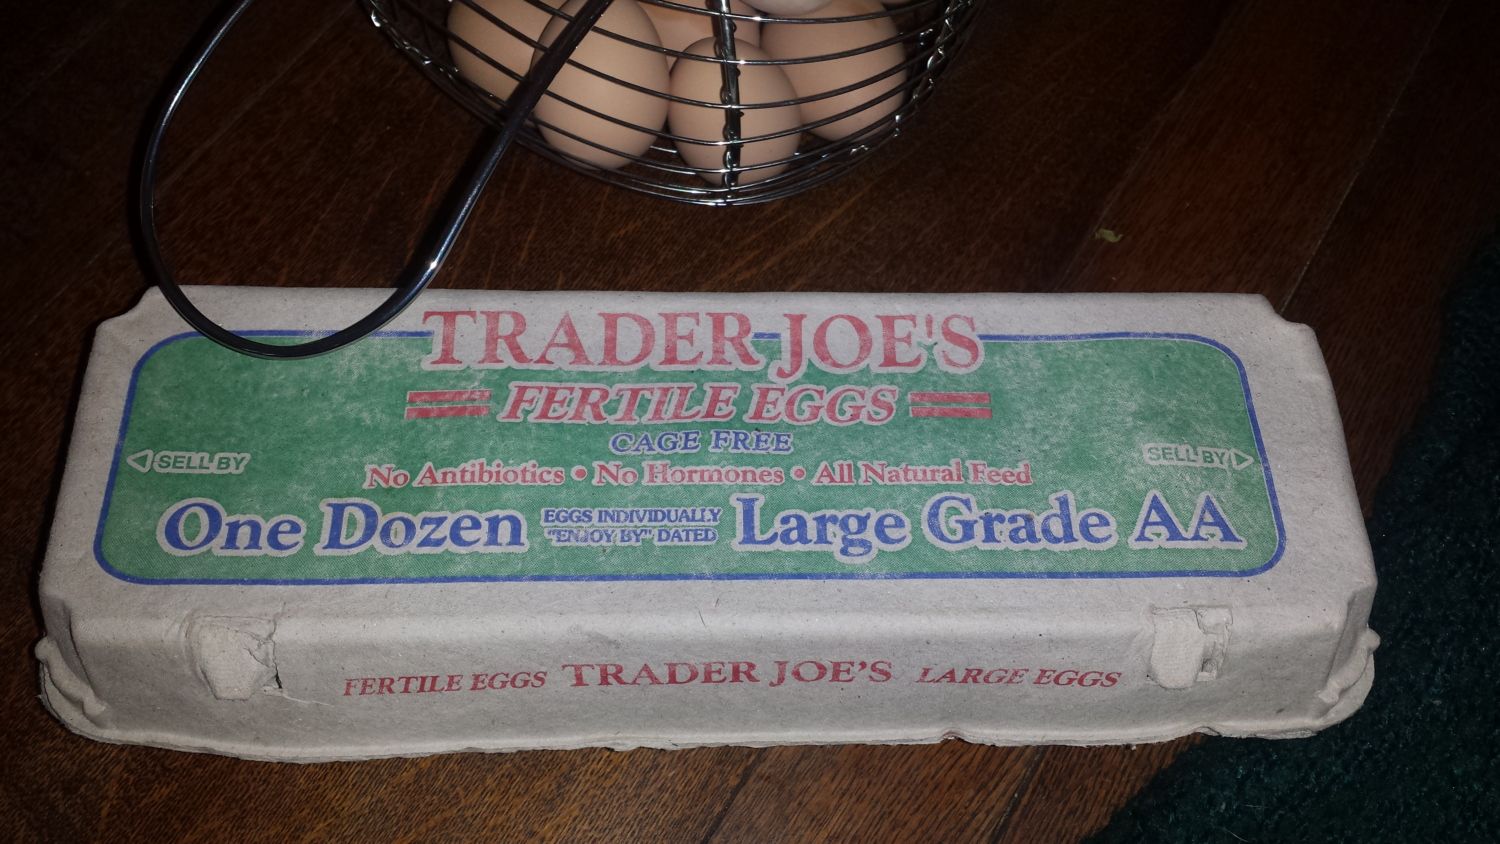 TRADER JOE'S
FERTILE EGGS
CAGE FREE
SELL BY
SELL BY
No Antibiotics • No Hormones • All Natural Feed
One Dozen
EGGS INDIVIDUALLY
"ENJOY BY" DATED
Large Grade AA
FERTILE EGGS TRADER JOE'S LARGE EGGS